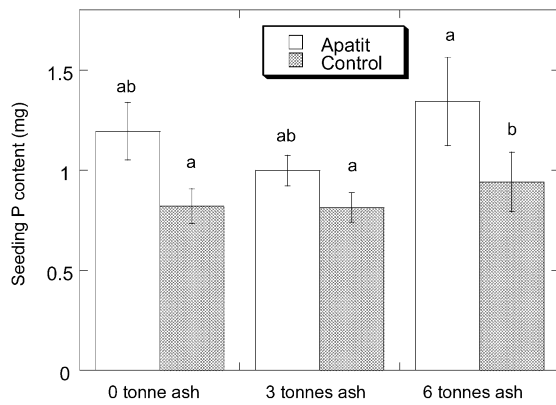 Apatit
Control
Seeding P content (mg)
1.5
1
0.5
0
ab
a
ab
a
a
b
0 tonne ash
3 tonnes ash
6 tonnes ash